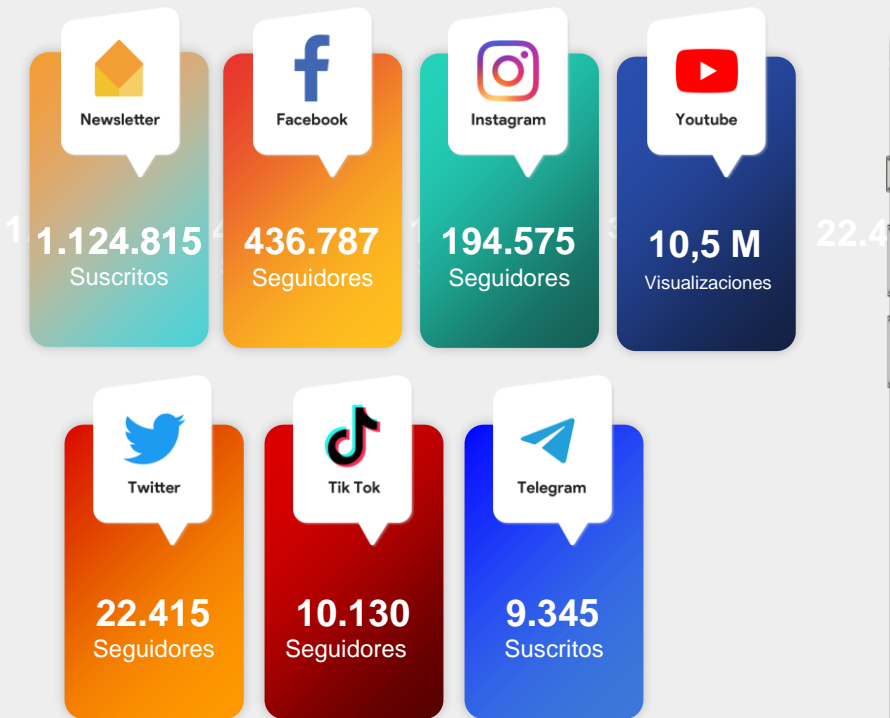 Newsletter
1.124.815
Suscritos
Facebook
436.787
Seguidores
Instagram
194.575
Seguidores
Youtube
10,5 M
Visualizaciones
22.4
Twitter
22.415
Seguidores
Tik Tok
10.130
Seguidores
Telegram
9.345
Suscritos